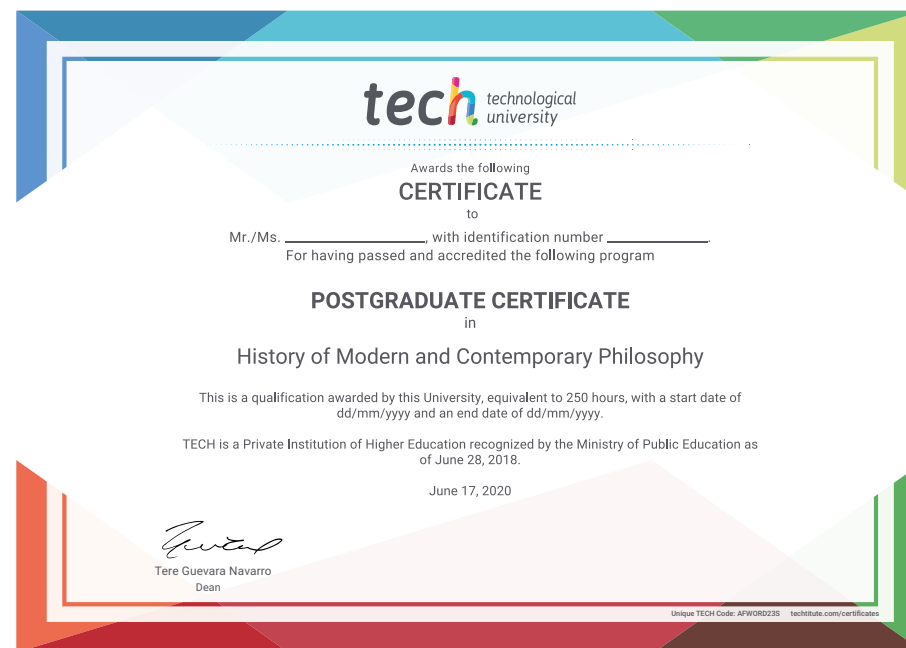 tech technological
university
Awards the following
CERTIFICATE
to
Mr./Ms. ____________________, with identification number ______________.
For having passed and accredited the following program
POSTGRADUATE CERTIFICATE
in
History of Modern and Contemporary Philosophy
This is a qualification awarded by this University, equivalent to 250 hours, with a start date of
dd/mm/yyyy and an end date of dd/mm/yyyy.
TECH is a Private Institution of Higher Education recognized by the Ministry of Public Education as
of June 28, 2018.
June 17, 2020
Tere Guevara Navarro
Dean
Unique TECH Code: AFWORD23S techtitute.com/certificates